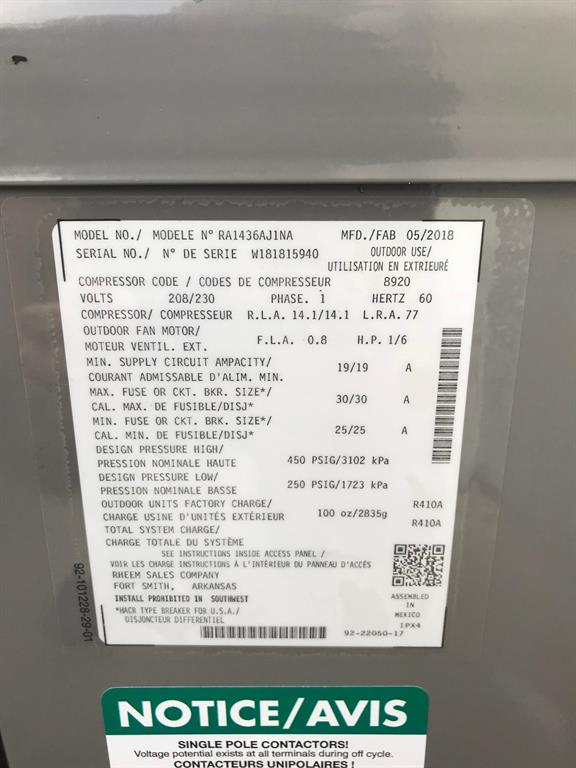 MODEL NO./ MODELE N° RA1436AJ1NA MFD./FAB 05/2018
SERIAL NO./ N° DE SERIE W181815940 OUTDOOR USE/
UTILISATION EN EXTRIEURÉ
COMPRESSOR CODE / CODES DE COMPRESSEUR 8920
VOLTS 208/230 PHASE. 1 HERTZ 60
COMPRESSOR/ COMPRESSEUR R.L.A. 14.1/14.1 L.R.A. 77
OUTDOOR FAN MOTOR/
MOTEUR VENTIL. EXT. F.L.A. 0.8 H.P. 1/6
MIN. SUPPLY CIRCUIT AMPACITY/
COURANT ADMISSABLE D'ALIM. MIN. 19/19 A
MAX. FUSE OR CKT. BKR. SIZE*/
CAL. MAX. DE FUSIBLE/DISJ* 30/30 A
MIN. FUSE OR CKT. BRK. SIZE*/
CAL. MIN. DE FUSIBLE/DISJ* 25/25 A
DESIGN PRESSURE HIGH/
PRESSION NOMINALE HAUTE 450 PSIG/3102 kPa
DESIGN PRESSURE LOW/
PRESSION NOMINALE BASSE 250 PSIG/1723 kPa
OUTDOOR UNITS FACTORY CHARGE/ R410A
CHARGE USINE D'UNITÉS EXTÉRIEUR 100 oz/2835g
TOTAL SYSTEM CHARGE/ R410A
CHARGE TOTALE DU SYSTÈME
SEE INSTRUCTIONS INSIDE ACCESS PANEL /
VOIR LES CHARGE INSTRUCTIONS À L'INTÉRIEUR DU PANNEAU D'ACCÈS
RHEEM SALES COMPANY
FORT SMITH, ARKANSAS
INSTALL PROHIBITED IN SOUTHWEST
*HACR TYPE BREAKER FOR U.S.A./
DISJONCTEUR DIFFERENTIEL
ASSEMBLED
IN
MEXICO
IPX4
92-22050-17
92-101228-29-01
NOTICE/AVIS
SINGLE POLE CONTACTORS!
Voltage potential exists at all terminals during off cycle.
CONTACTEURS UNIPOLAIRES!